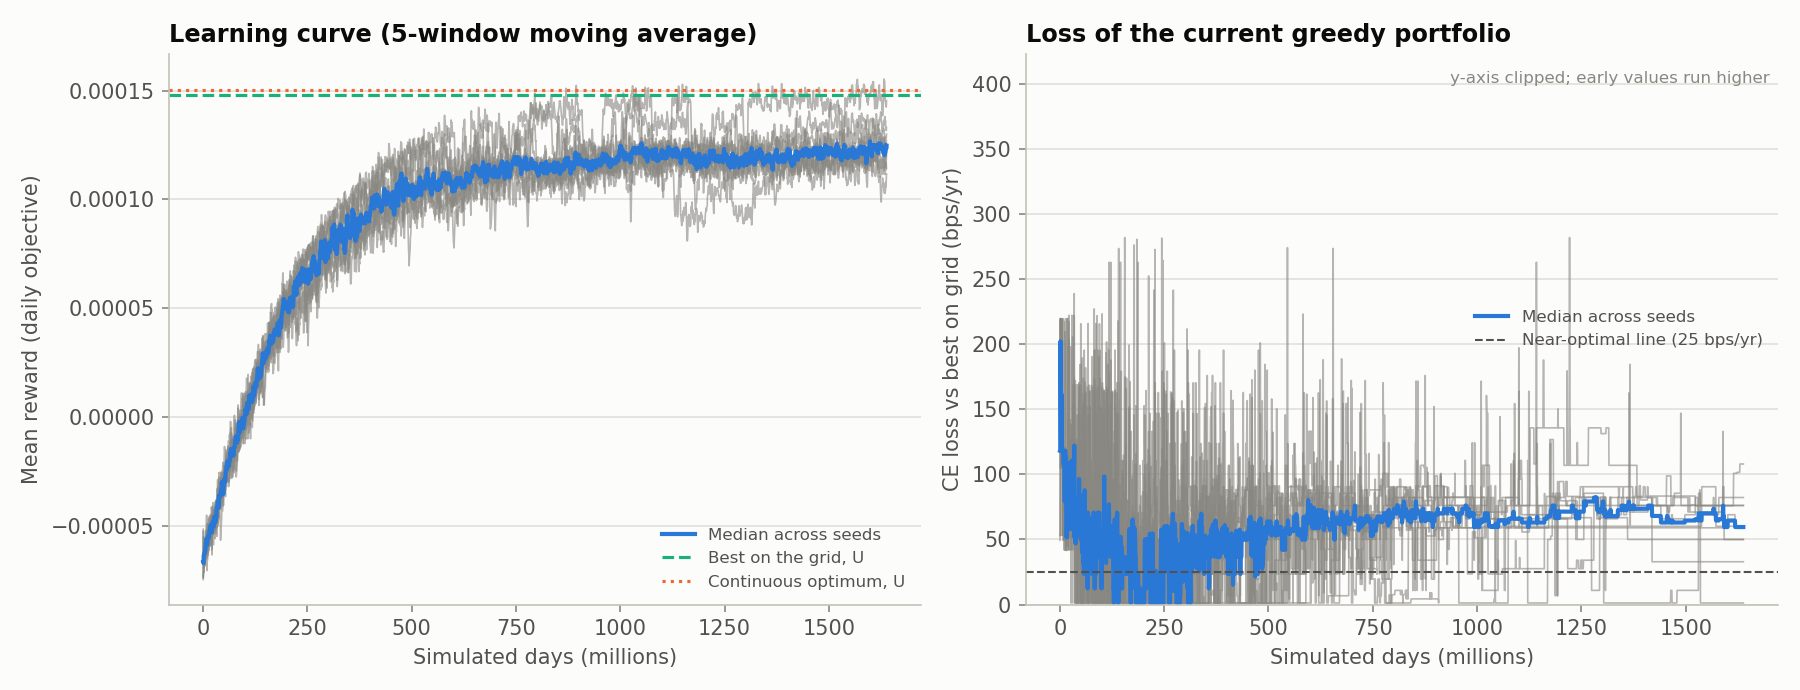 Learning curve (5-window moving average)
Mean reward (daily objective)
0.00015
0.00010
0.00005
0.00000
−0.00005
Median across seeds
Best on the grid, U
Continuous optimum, U
0 250 500 750 1000 1250 1500
Simulated days (millions)
Loss of the current greedy portfolio
y-axis clipped; early values run higher
CE loss vs best on grid (bps/yr)
400
350
300
250
200
150
100
50
0
Median across seeds
Near-optimal line (25 bps/yr)
0 250 500 750 1000 1250 1500
Simulated days (millions)